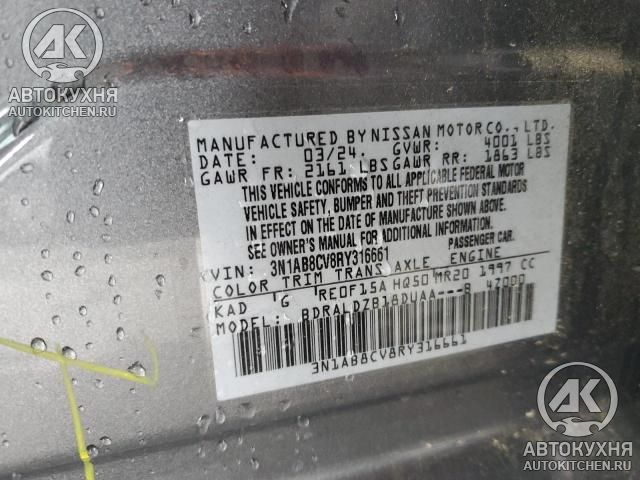 АК
АВТОКУХНЯ
AUTOKITCHEN.RU
MANUFACTURED BY NISSAN MOTOR CO., LTD.
DATE: 03/24. GVWR: 4001 LBS
GAWR FR: 2161 LBS GAWR RR: 1863 LBS
THIS VEHICLE CONFORMS TO ALL APPLICABLE FEDERAL MOTOR
VEHICLE SAFETY, BUMPER AND THEFT PREVENTION STANDARDS
IN EFFECT ON THE DATE OF MANUFACTURE SHOWN ABOVE.
SEE OWNER'S MANUAL FOR ADDITIONAL INFORMATION.
VIN: 3N1AB8CV8RY316661 PASSENGER CAR.
COLOR TRIM TRANS AXLE ENGINE
KAD G RE0F15A HQ50 MR20 1997 CC
MODEL: BDRALDZB18DUAA---B 4Z000
3N1AB8CV8RY316661
АК
АВТОКУХНЯ
AUTOKITCHEN.RU